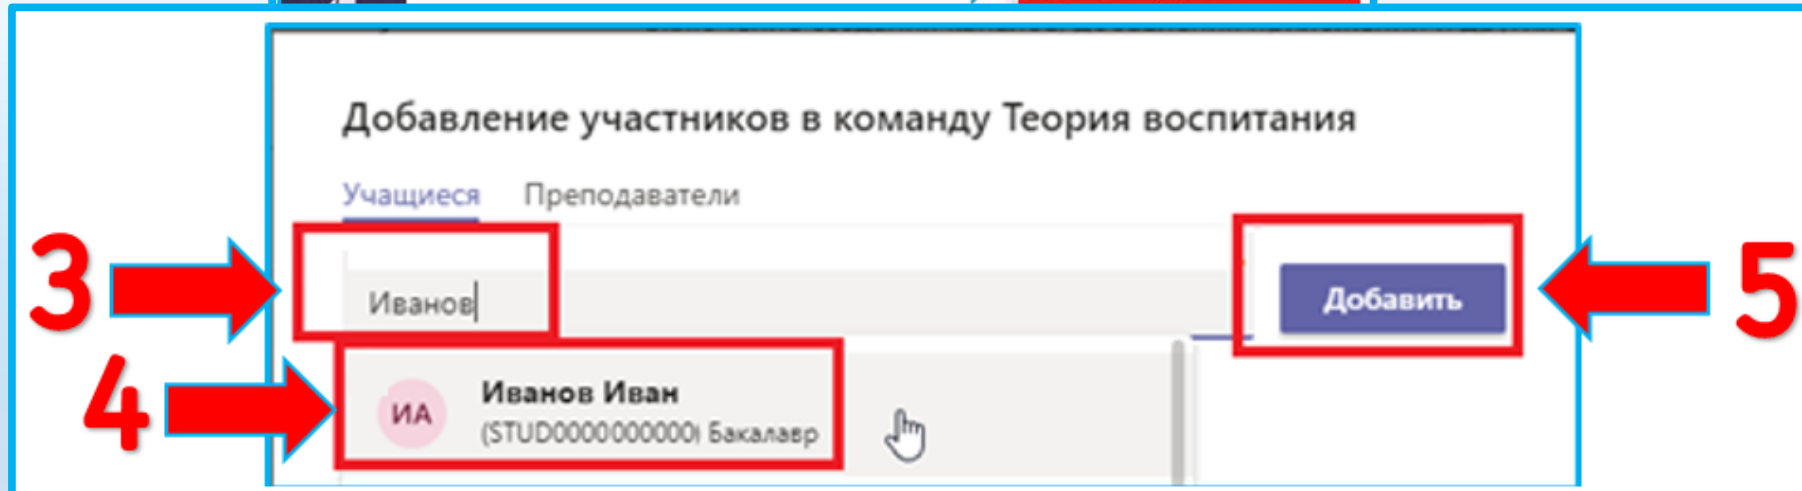 Добавление участников в команду Теория воспитания
Учащиеся Преподаватели
3
Иванов
Добавить
5
4
ИА
Иванов Иван
(STUD0000000000) Бакалавр